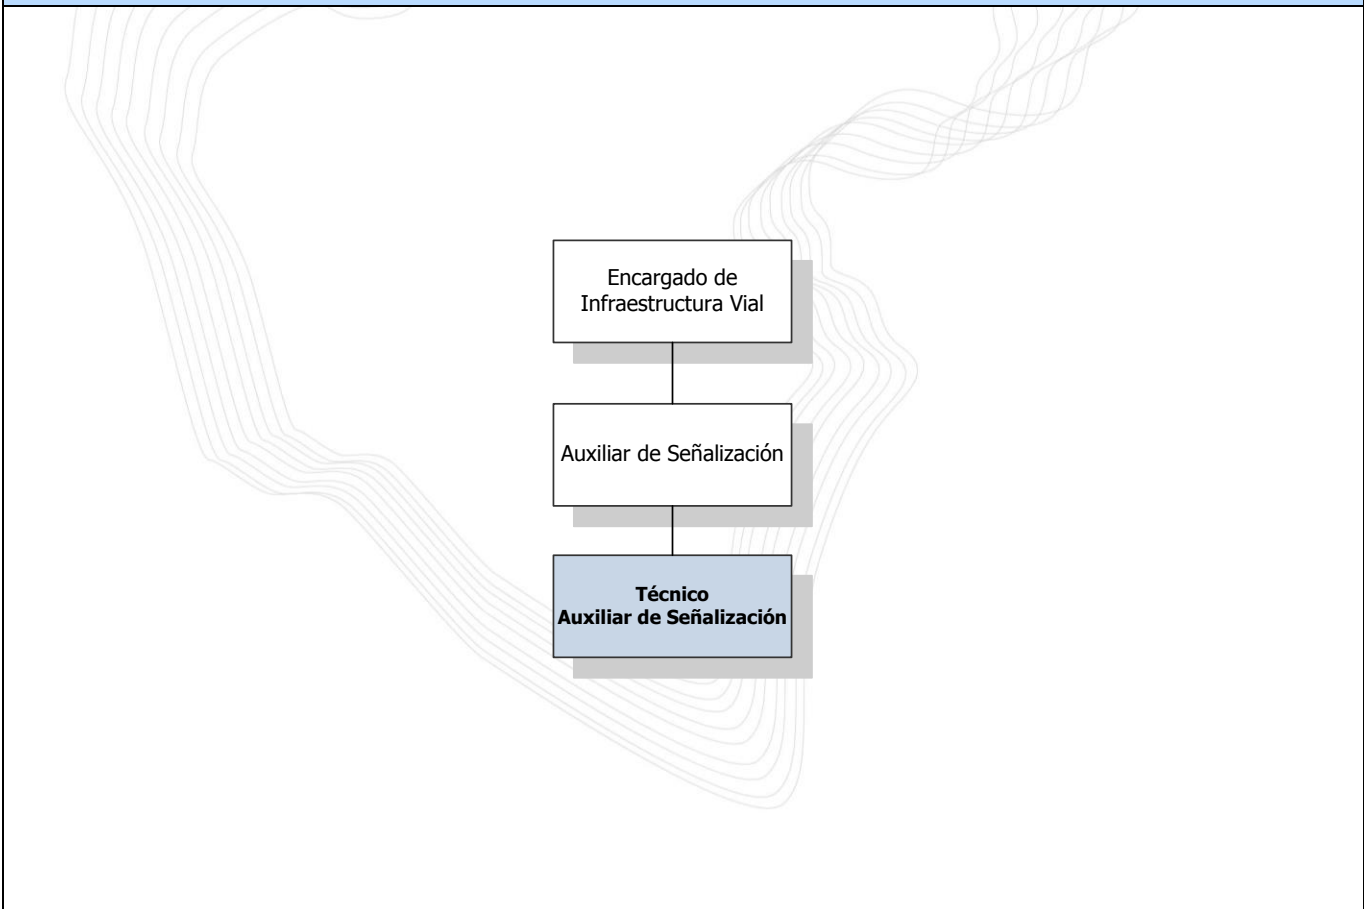 Encargado de
Infraestructura Vial
Auxiliar de Señalización
Técnico
Auxiliar de Señalización